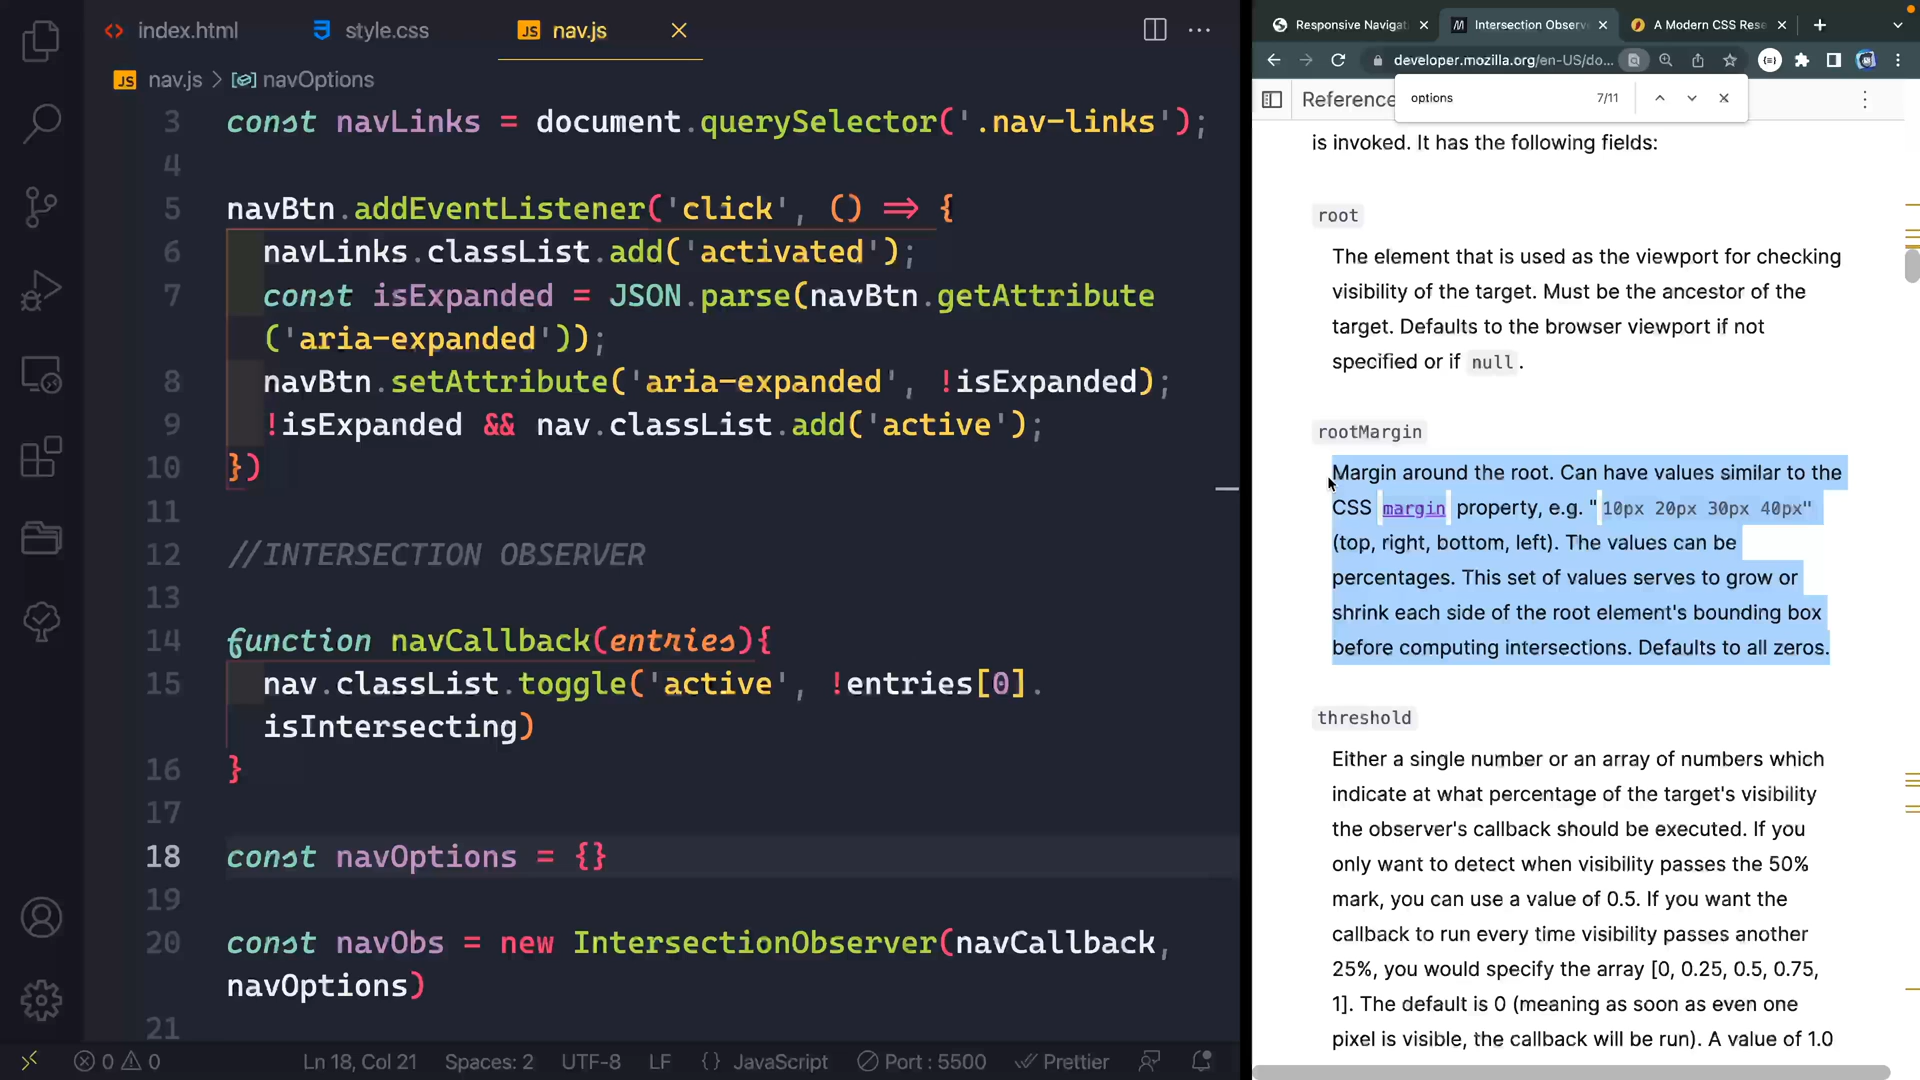 index.html
style.css
JS nav.js
JS nav.js > navOptions
3 const navLinks = document.querySelector('.nav-links');
4
5 navBtn.addEventListener('click', () => {
6 navLinks.classList.add('activated');
7 const isExpanded = JSON.parse(navBtn.getAttribute
('aria-expanded'));
8 navBtn.setAttribute('aria-expanded', !isExpanded);
9 !isExpanded && nav.classList.add('active');
10 })
11
12 //INTERSECTION OBSERVER
13
14 function navCallback(entries){
15 nav.classList.toggle('active', !entries[0].
isIntersecting)
16 }
17
18 const navOptions = {}
19
20 const navObs = new IntersectionObserver(navCallback,
navOptions)
21
0 0
Ln 18, Col 21
Spaces: 2
UTF-8
LF
{} JavaScript
Port : 5500
Prettier
Responsive Navigat
Intersection Observ
A Modern CSS Rese
developer.mozilla.org/en-US/do...
Reference
options 7/11
is invoked. It has the following fields:
root
The element that is used as the viewport for checking
visibility of the target. Must be the ancestor of the
target. Defaults to the browser viewport if not
specified or if null.
rootMargin
Margin around the root. Can have values similar to the
CSS margin property, e.g. "10px 20px 30px 40px"
(top, right, bottom, left). The values can be
percentages. This set of values serves to grow or
shrink each side of the root element's bounding box
before computing intersections. Defaults to all zeros.
threshold
Either a single number or an array of numbers which
indicate at what percentage of the target's visibility
the observer's callback should be executed. If you
only want to detect when visibility passes the 50%
mark, you can use a value of 0.5. If you want the
callback to run every time visibility passes another
25%, you would specify the array [0, 0.25, 0.5, 0.75,
1]. The default is 0 (meaning as soon as even one
pixel is visible, the callback will be run). A value of 1.0